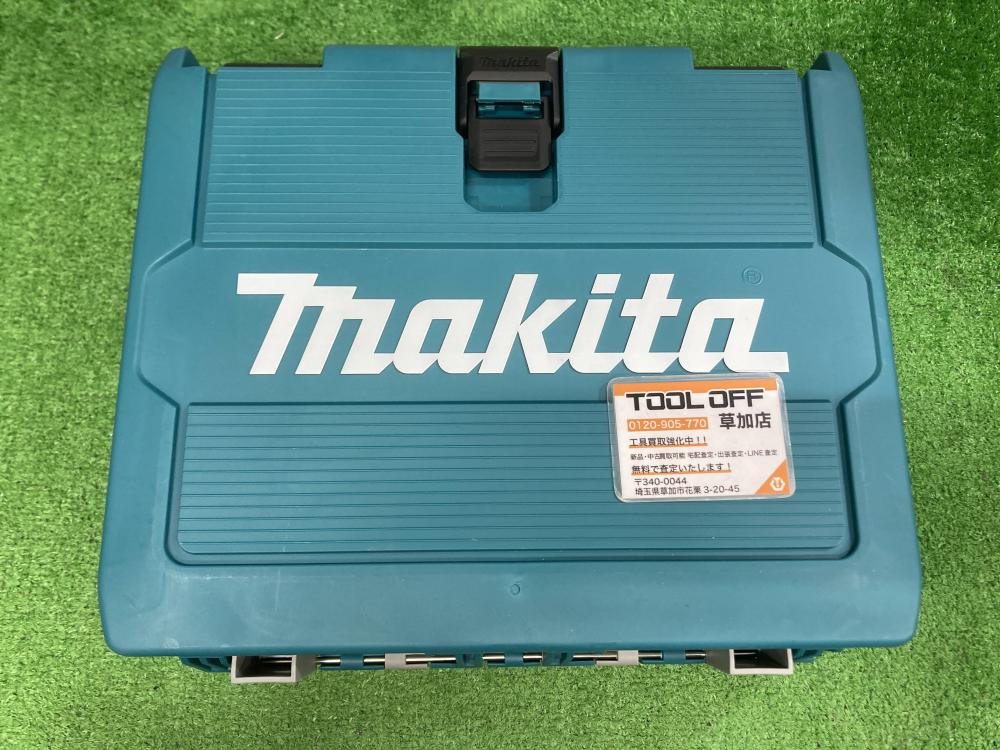 makita
makita®
TOOL OFF
0120-905-770 草加店
工具買取強化中！！
新品・中古買取可能 宅配査定・出張査定・LINE査定
無料で査定いたします！
〒340-0044
埼玉県草加市花栗 3-20-45